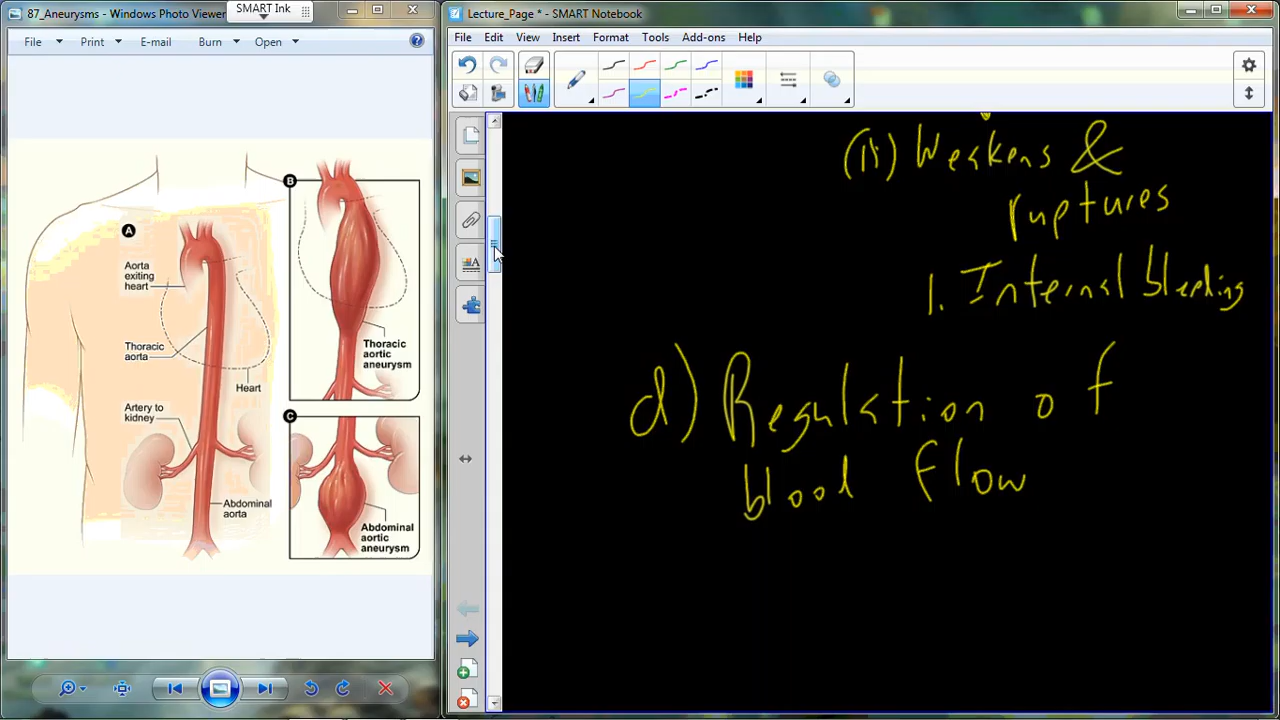 87_Aneurysms - Windows Photo Viewer
SMART Ink
File Print E-mail Burn Open
A
Aorta
exiting
heart
Thoracic
aorta
Heart
Artery to
kidney
Abdominal
aorta
B
Thoracic
aortic
aneurysm
C
Abdominal
aortic
aneurysm
Lecture_Page * - SMART Notebook
File Edit View Insert Format Tools Add-ons Help
(ii) Weakens &
ruptures
1. Internal bleeding
d) Regulation of
blood flow